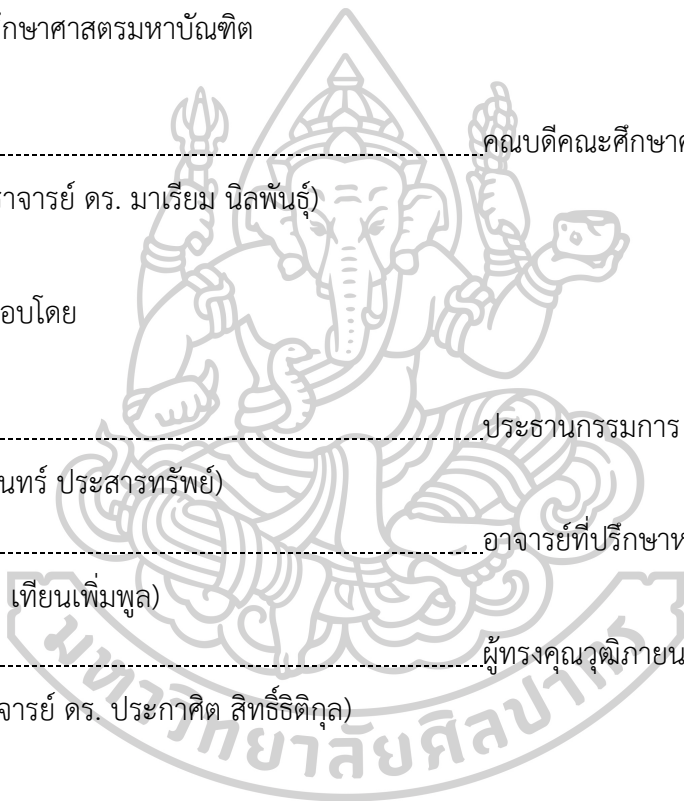 ึกษาศาสตรมหาบัณฑิต
คณบดีคณะศึกษา
าจารย์ ดร. มาเรียม นิลพันธุ์)
อบโดย
ประธานกรรมการ
นทร์ ประสารทรัพย์)
อาจารย์ที่ปรึกษา
เทียนเพิ่มพูล)
ผู้ทรงคุณวุฒิภายน
จารย์ ดร. ประกาศิต สิทธิ์ธิติกุล)
มหาวิทยาลัยศิลปากร